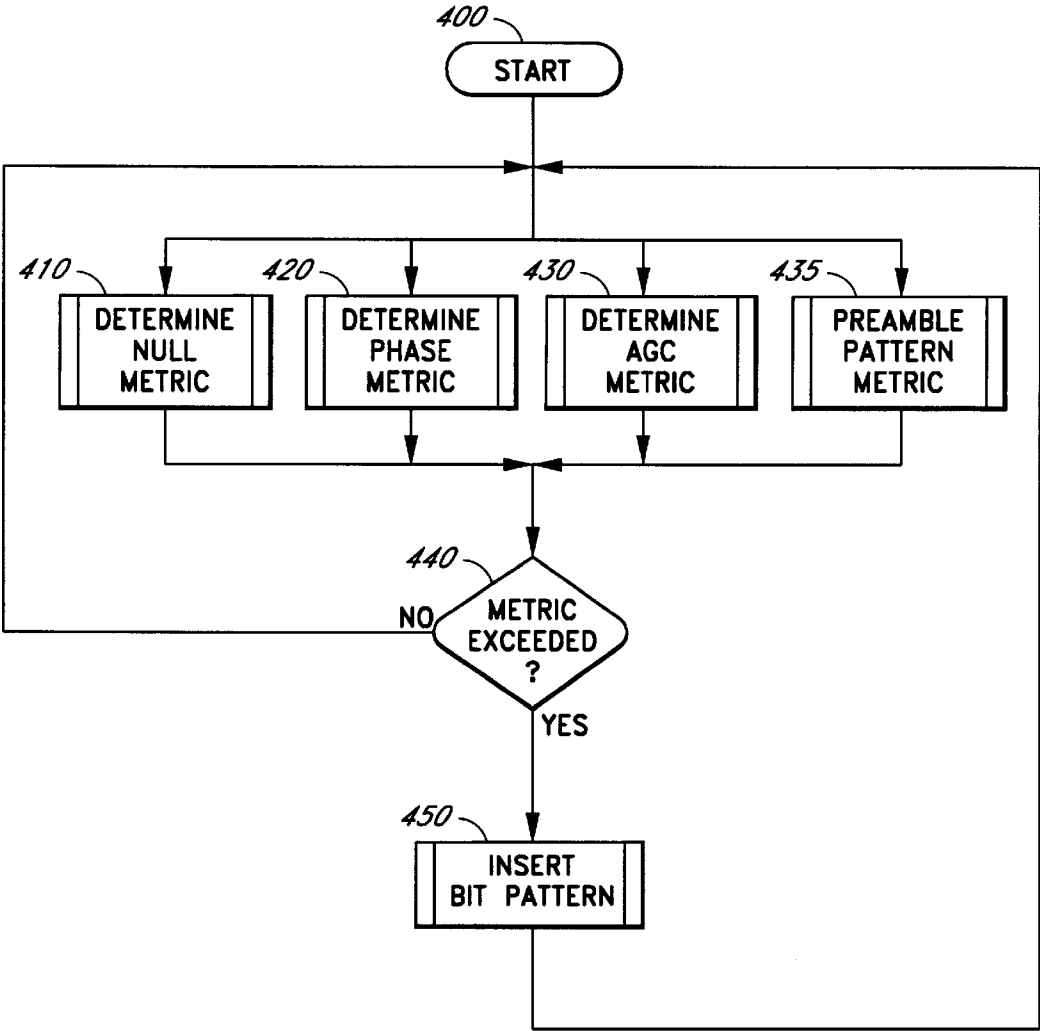 400
START
410
DETERMINE
NULL
METRIC
420
DETERMINE
PHASE
METRIC
430
DETERMINE
AGC
METRIC
435
PREAMBLE
PATTERN
METRIC
440
METRIC
EXCEEDED
?
NO
YES
450
INSERT
BIT PATTERN